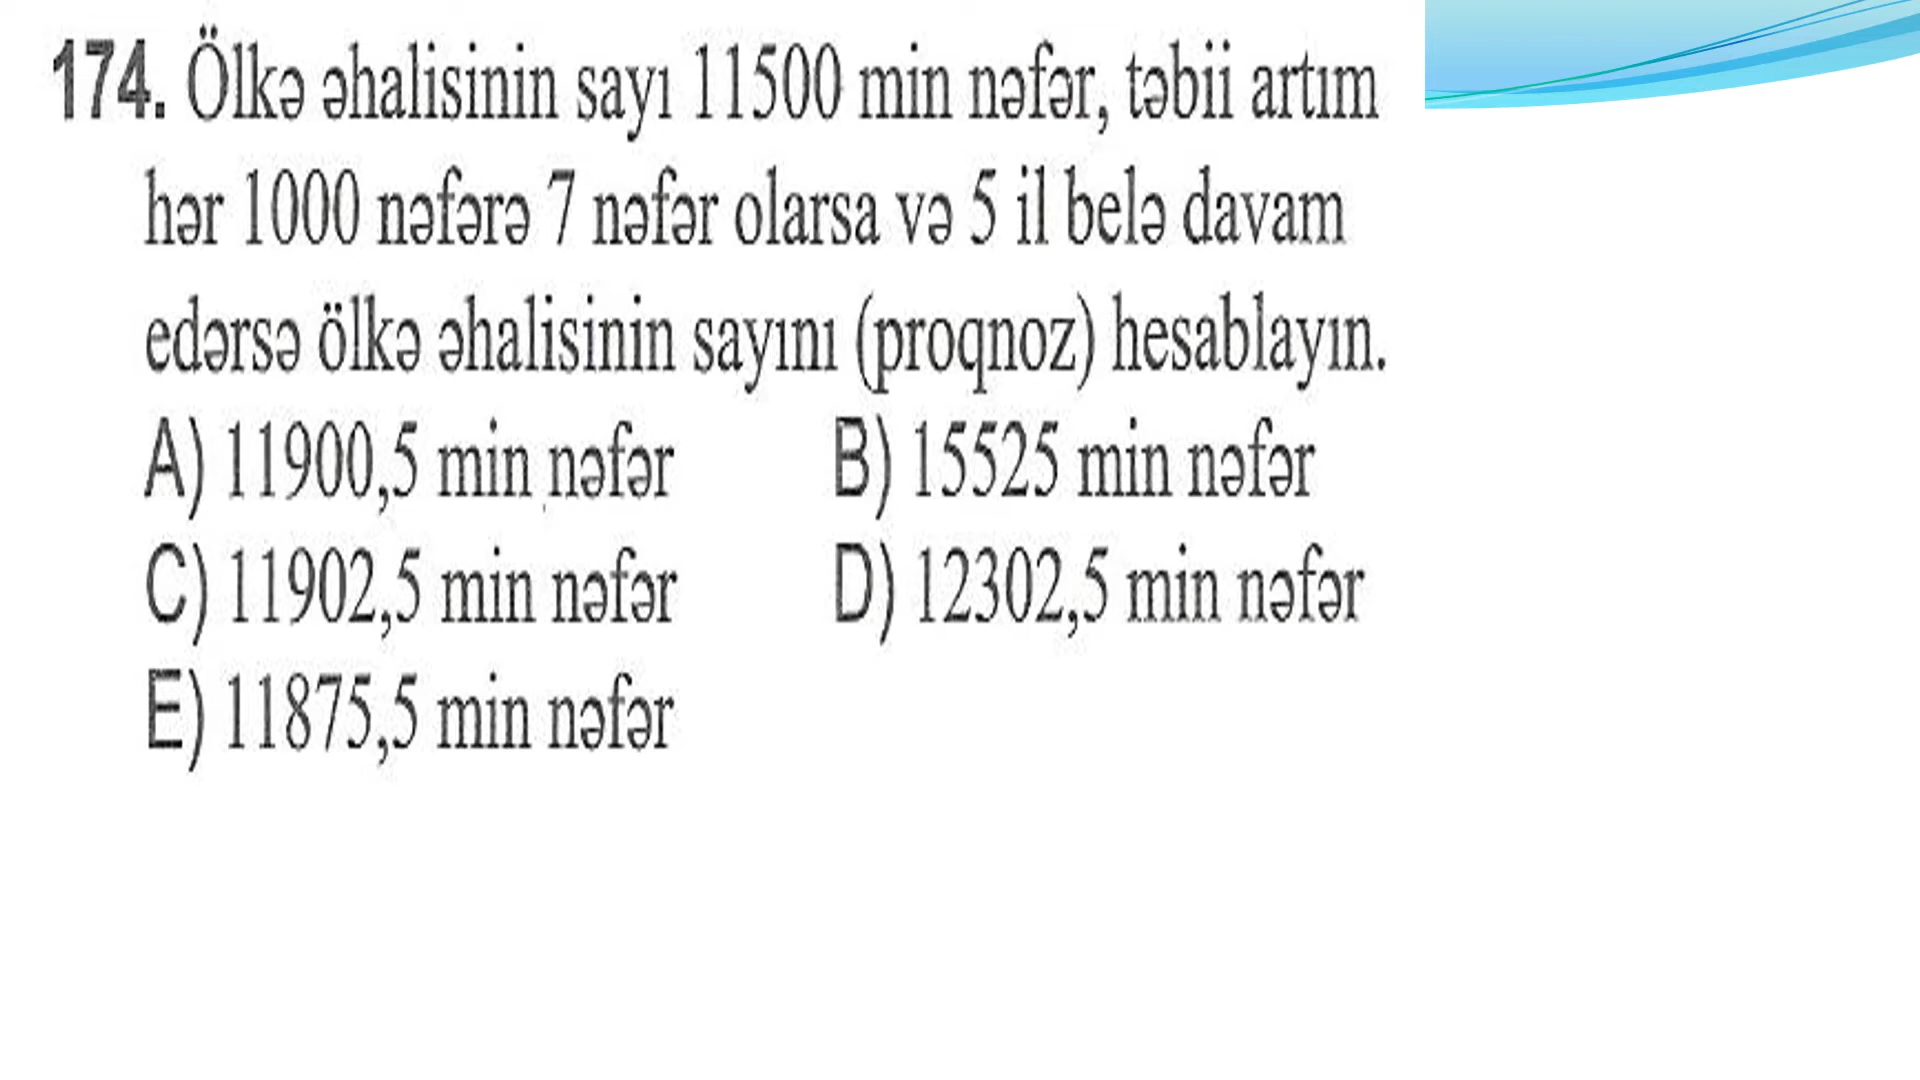 174. Ölkə əhalisinin sayı 11500 min nəfər, təbii artım
hər 1000 nəfərə 7 nəfər olarsa və 5 il belə davam
edərsə ölkə əhalisinin sayını (proqnoz) hesablayın.
A) 11900,5 min nəfər B) 15525 min nəfər
C) 11902,5 min nəfər D) 12302,5 min nəfər
E) 11875,5 min nəfər